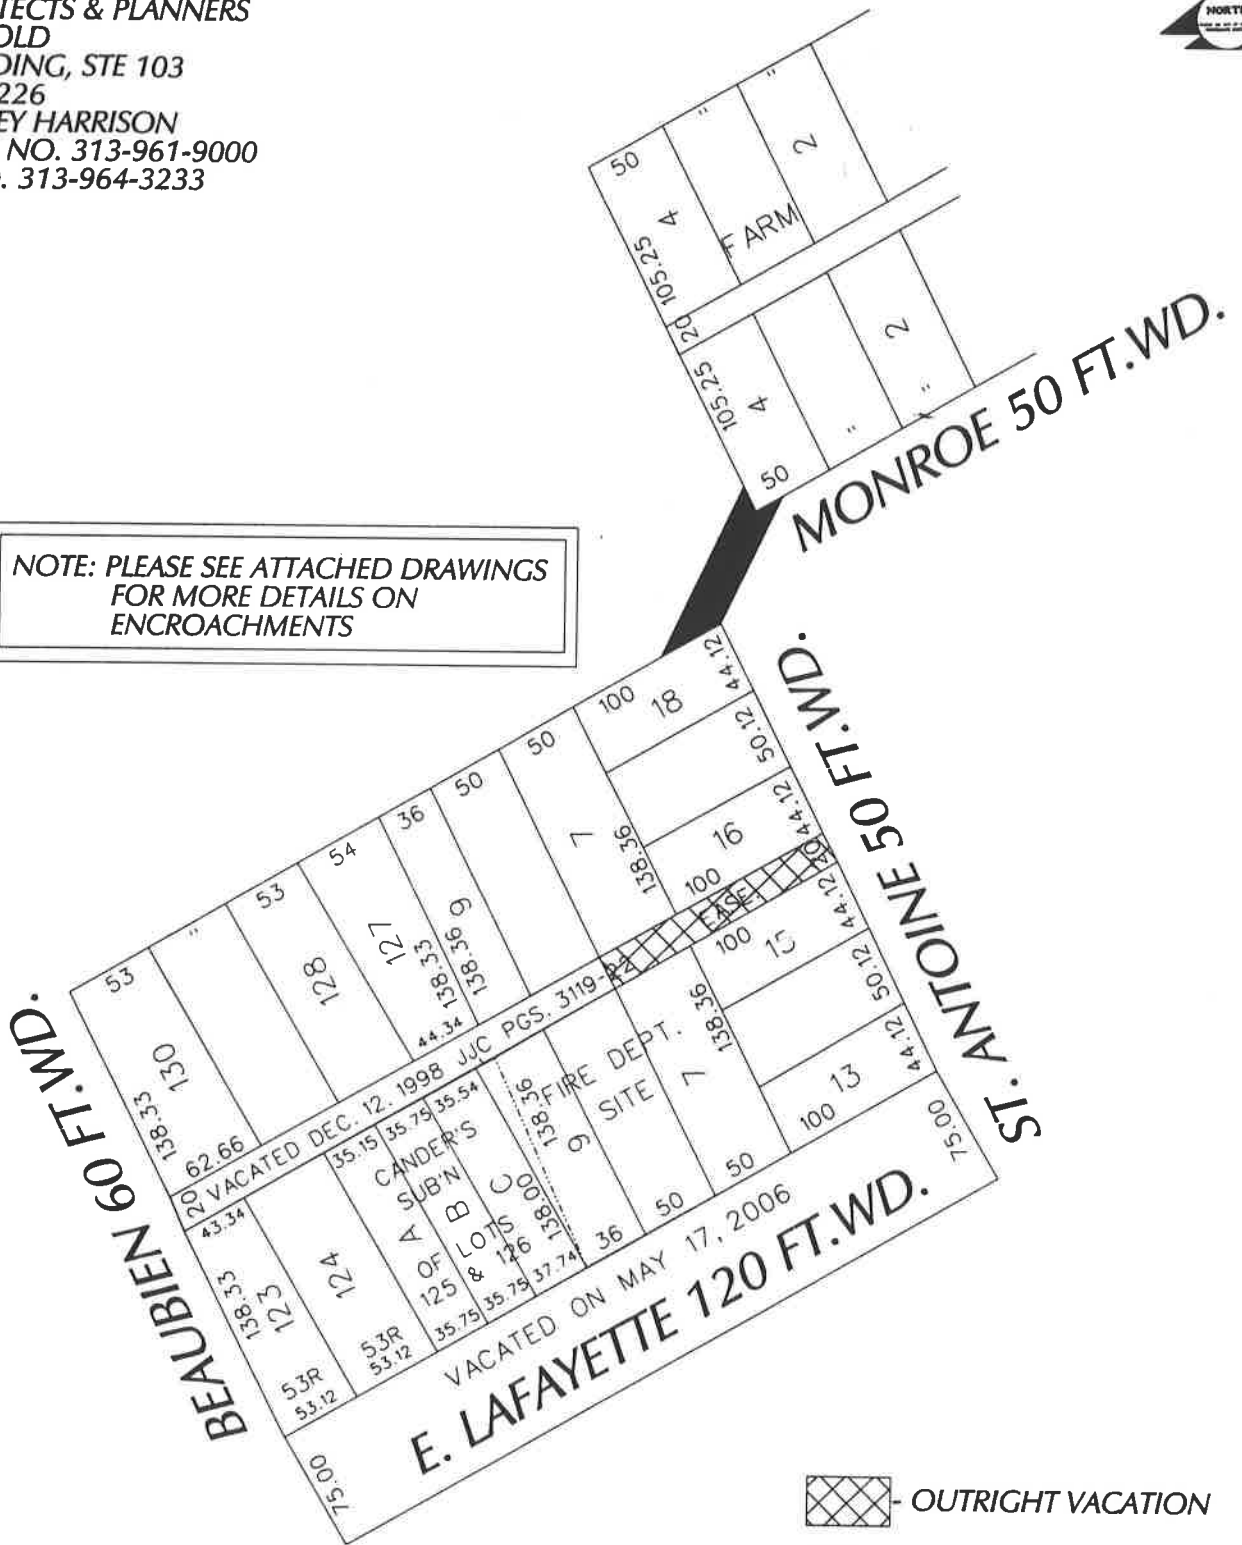 TECTS & PLANNERS
OLD
DING, STE 103
226
EY HARRISON
NO. 313-961-9000
. 313-964-3233
NORTH
50
"
"
4
FARM
2
105.25
20
105.25
4
2
"
"
50
MONROE 50 FT.WD.
NOTE: PLEASE SEE ATTACHED DRAWINGS
FOR MORE DETAILS ON
ENCROACHMENTS
ST. ANTOINE 50 FT.WD.
100
18
44.12
50.12
50
7
138.36
16
44.12
100
20
EASE.
50
36
9
138.36
54
127
138.33
44.34
53
128
"
53
130
138.33
62.66
BEAUBIEN 60 FT.WD.
20
VACATED DEC. 12. 1998 JJC PGS. 3119-22
100
15
44.12
50.12
13
44.12
100
FIRE DEPT.
SITE
7
138.36
50
9
138.36
50
36
35.54
35.75
35.15
CANDER'S
SUB'N
OF LOTS
125 & 126
A
B
C
138.00
37.74
35.75
35.75
43.34
138.33
123
124
53R
53.12
53R
53.12
75.00
75.00
VACATED ON MAY 17, 2006
E. LAFAYETTE 120 FT.WD.
- OUTRIGHT VACATION